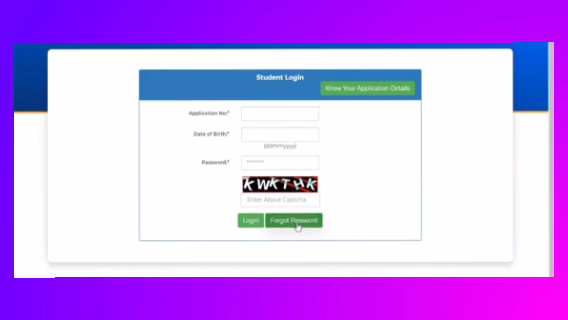 Student Login
Know Your Application Details
Application No:*
Date of Birth:*
(ddmmyyyy)
Password:*
********
KWKTHK
Enter Above Captcha
Login Forgot Password